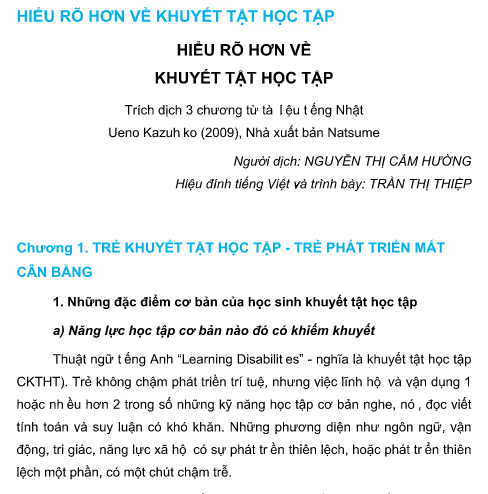 HIỂU RÕ HƠN VỀ KHUYẾT TẬT HỌC TẬP
HIỂU RÕ HƠN VỀ
KHUYẾT TẬT HỌC TẬP
Trích dịch 3 chương từ tà l ệu t ếng Nhật
Ueno Kazuh ko (2009), Nhà xuất bản Natsume
Người dịch: NGUYỄN THỊ CẨM HƯỜNG
Hiệu đính tiếng Việt và trình bày: TRẦN THỊ THIỆP
Chương 1. TRẺ KHUYẾT TẬT HỌC TẬP - TRẺ PHÁT TRIỂN MẤT
CÂN BẰNG
1. Những đặc điểm cơ bản của học sinh khuyết tật học tập
a) Năng lực học tập cơ bản nào đó có khiếm khuyết
Thuật ngữ t ếng Anh “Learning Disabilit es” - nghĩa là khuyết tật học tập
CKTHT). Trẻ không chậm phát triển trí tuệ, nhưng việc lĩnh hộ và vận dụng 1
hoặc nh ều hơn 2 trong số những kỹ năng học tập cơ bản nghe, nó , đọc viết
tính toán và suy luận có khó khăn. Những phương diện như ngôn ngữ, vận
động, tri giác, năng lực xã hộ có sự phát tr ển thiên lệch, hoặc phát tr ển thiên
lệch một phần, có một chút chậm trễ.